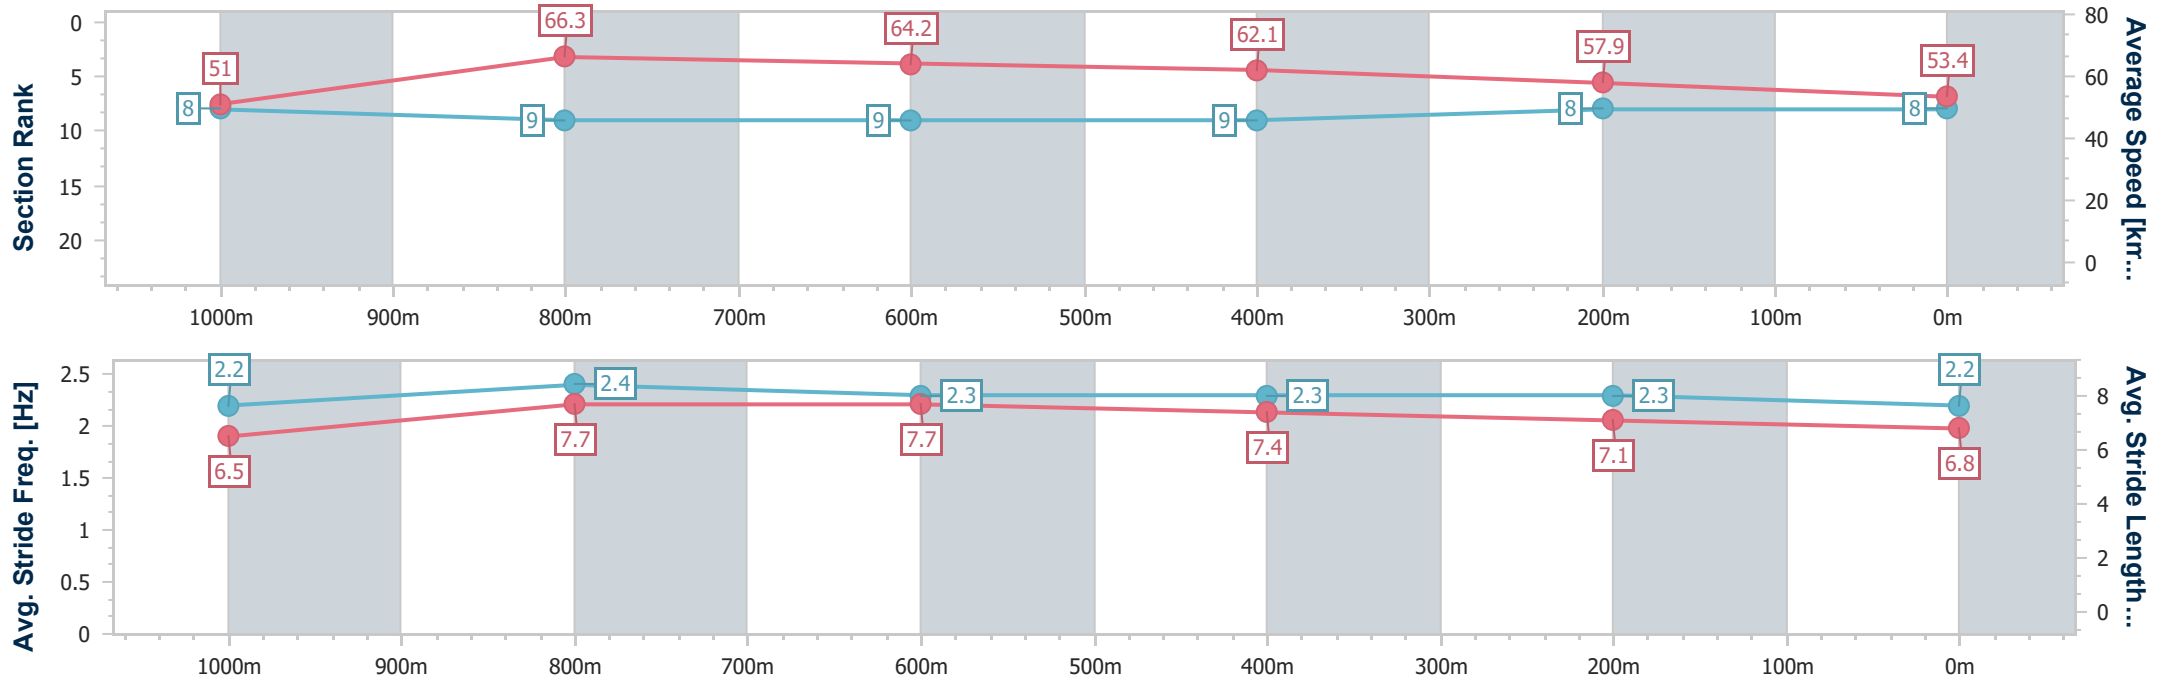 Section Rank
Average Speed [km...
0
5
10
15
20
80
60
40
20
0
51
66.3
64.2
62.1
57.9
53.4
8
9
9
9
8
8
1000m
900m
800m
700m
600m
500m
400m
300m
200m
100m
0m
Avg. Stride Freq. [Hz]
Avg. Stride Length...
2.5
2
1.5
1
0.5
0
8
6
4
2
0
2.2
2.4
2.3
2.3
2.3
2.2
6.5
7.7
7.7
7.4
7.1
6.8
1000m
900m
800m
700m
600m
500m
400m
300m
200m
100m
0m